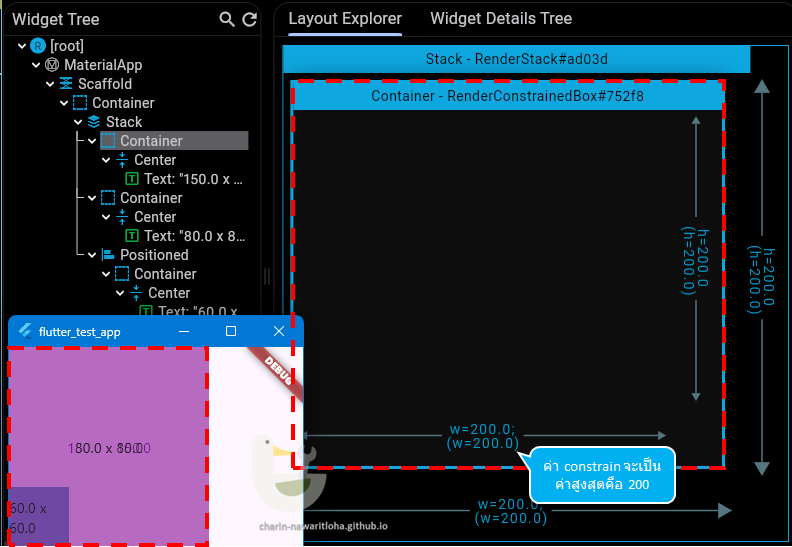 Widget Tree
[root]
MaterialApp
Scaffold
Container
Stack
Container
Center
Text: "150.0 x ...
Container
Center
Text: "80.0 x 8...
Positioned
Container
Center
Text: "60.0 x
flutter_test_app
DEBUG
60.0 x
60.0
Layout Explorer Widget Details Tree
Stack - RenderStack#ad03d
Container - RenderConstrainedBox#752f8
h=200.0
(h=200.0)
h=200.0
(h=200.0)
w=200.0;
(w=200.0)
ค่า constrain จะเป็น
ค่าสูงสุดคือ 200
w=200.0;
(w=200.0)
charin-nawaritloha.github.io